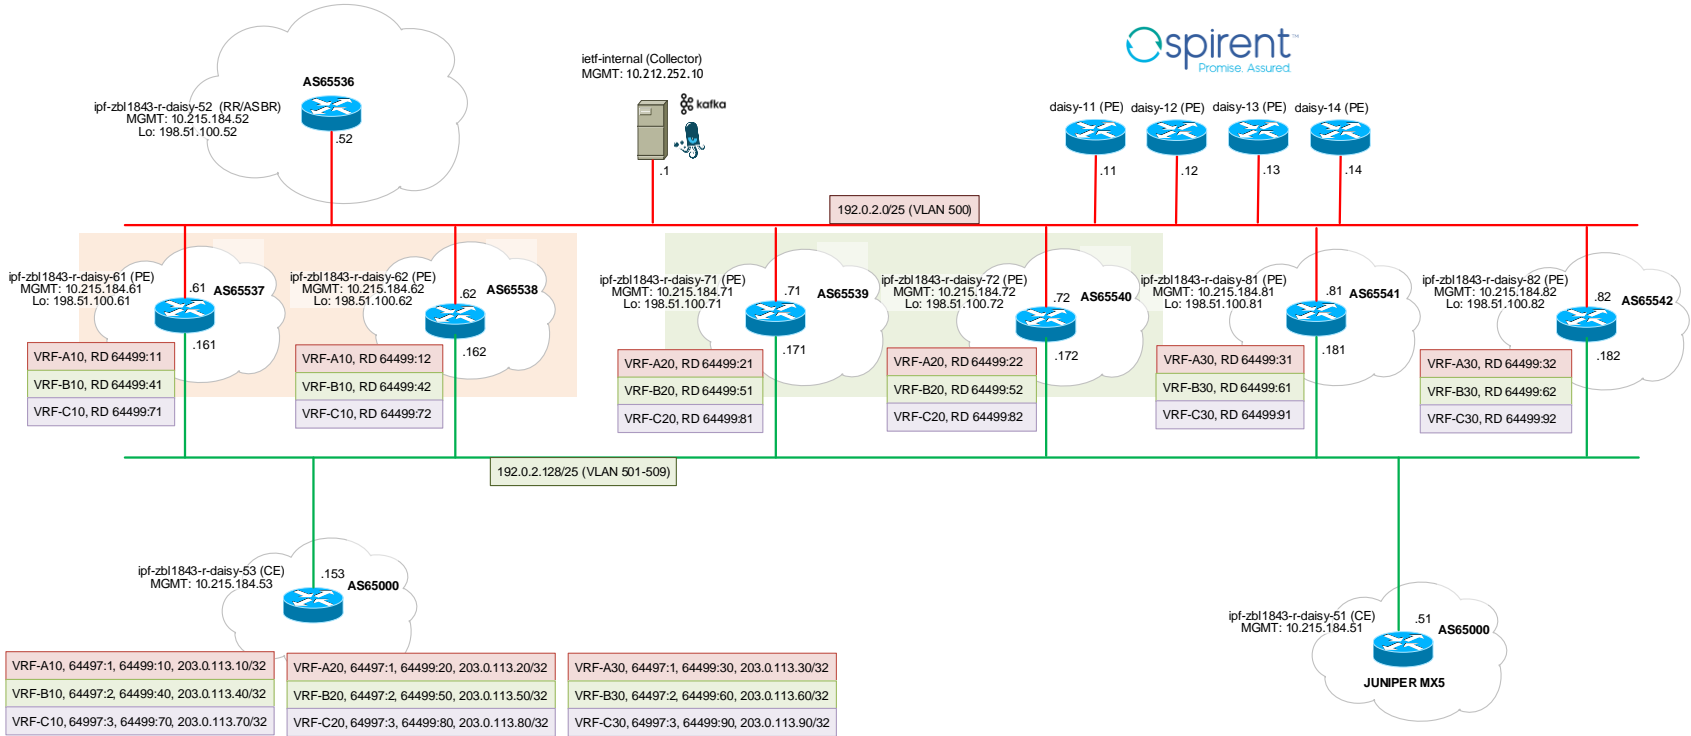 spirent™
Promise. Assured.
AS65536
ipf-zbl1843-r-daisy-52 (RR/ASBR)
MGMT: 10.215.184.52
Lo: 198.51.100.52
.52
ietf-internal (Collector)
MGMT: 10.212.252.10
kafka
.1
daisy-11 (PE)
daisy-12 (PE)
daisy-13 (PE)
daisy-14 (PE)
.11
.12
.13
.14
192.0.2.0/25 (VLAN 500)
ipf-zbl1843-r-daisy-61 (PE)
MGMT: 10.215.184.61
Lo: 198.51.100.61
.61
AS65537
.161
VRF-A10, RD 64499:11
VRF-B10, RD 64499:41
VRF-C10, RD 64499:71
ipf-zbl1843-r-daisy-62 (PE)
MGMT: 10.215.184.62
Lo: 198.51.100.62
.62
AS65538
.162
VRF-A10, RD 64499:12
VRF-B10, RD 64499:42
VRF-C10, RD 64499:72
ipf-zbl1843-r-daisy-71 (PE)
MGMT: 10.215.184.71
Lo: 198.51.100.71
.71
AS65539
.171
VRF-A20, RD 64499:21
VRF-B20, RD 64499:51
VRF-C20, RD 64499:81
ipf-zbl1843-r-daisy-72 (PE)
MGMT: 10.215.184.72
Lo: 198.51.100.72
.72
AS65540
.172
VRF-A20, RD 64499:22
VRF-B20, RD 64499:52
VRF-C20, RD 64499:82
ipf-zbl1843-r-daisy-81 (PE)
MGMT: 10.215.184.81
Lo: 198.51.100.81
.81
AS65541
.181
VRF-A30, RD 64499:31
VRF-B30, RD 64499:61
VRF-C30, RD 64499:91
ipf-zbl1843-r-daisy-82 (PE)
MGMT: 10.215.184.82
Lo: 198.51.100.82
.82
AS65542
.182
VRF-A30, RD 64499:32
VRF-B30, RD 64499:62
VRF-C30, RD 64499:92
192.0.2.128/25 (VLAN 501-509)
ipf-zbl1843-r-daisy-53 (CE)
MGMT: 10.215.184.53
.153
AS65000
ipf-zbl1843-r-daisy-51 (CE)
MGMT: 10.215.184.51
.51
AS65000
JUNIPER MX5
VRF-A10, 64497:1, 64499:10, 203.0.113.10/32
VRF-B10, 64497:2, 64499:40, 203.0.113.40/32
VRF-C10, 64997:3, 64499:70, 203.0.113.70/32
VRF-A20, 64497:1, 64499:20, 203.0.113.20/32
VRF-B20, 64497:2, 64499:50, 203.0.113.50/32
VRF-C20, 64997:3, 64499:80, 203.0.113.80/32
VRF-A30, 64497:1, 64499:30, 203.0.113.30/32
VRF-B30, 64497:2, 64499:60, 203.0.113.60/32
VRF-C30, 64997:3, 64499:90, 203.0.113.90/32